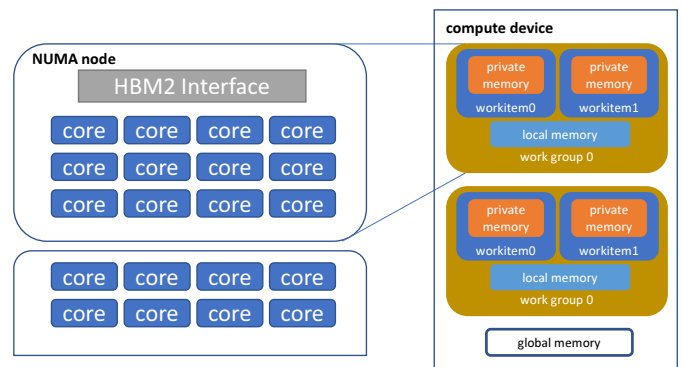 NUMA node
HBM2 Interface
core core core core
core core core core
core core core core
core core core core
core core core core
compute device
private memory
private memory
workitem0
workitem1
local memory
work group 0
private memory
private memory
workitem0
workitem1
local memory
work group 0
global memory